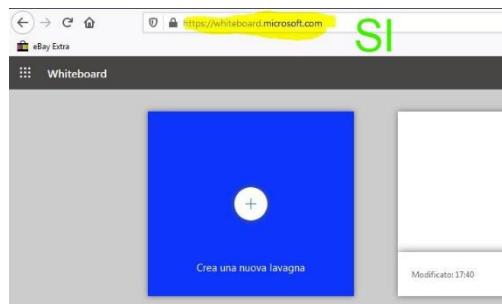 https://whiteboard.microsoft.com
SI
eBay Extra
Whiteboard
Crea una nuova lavagna
Modificato: 17:40